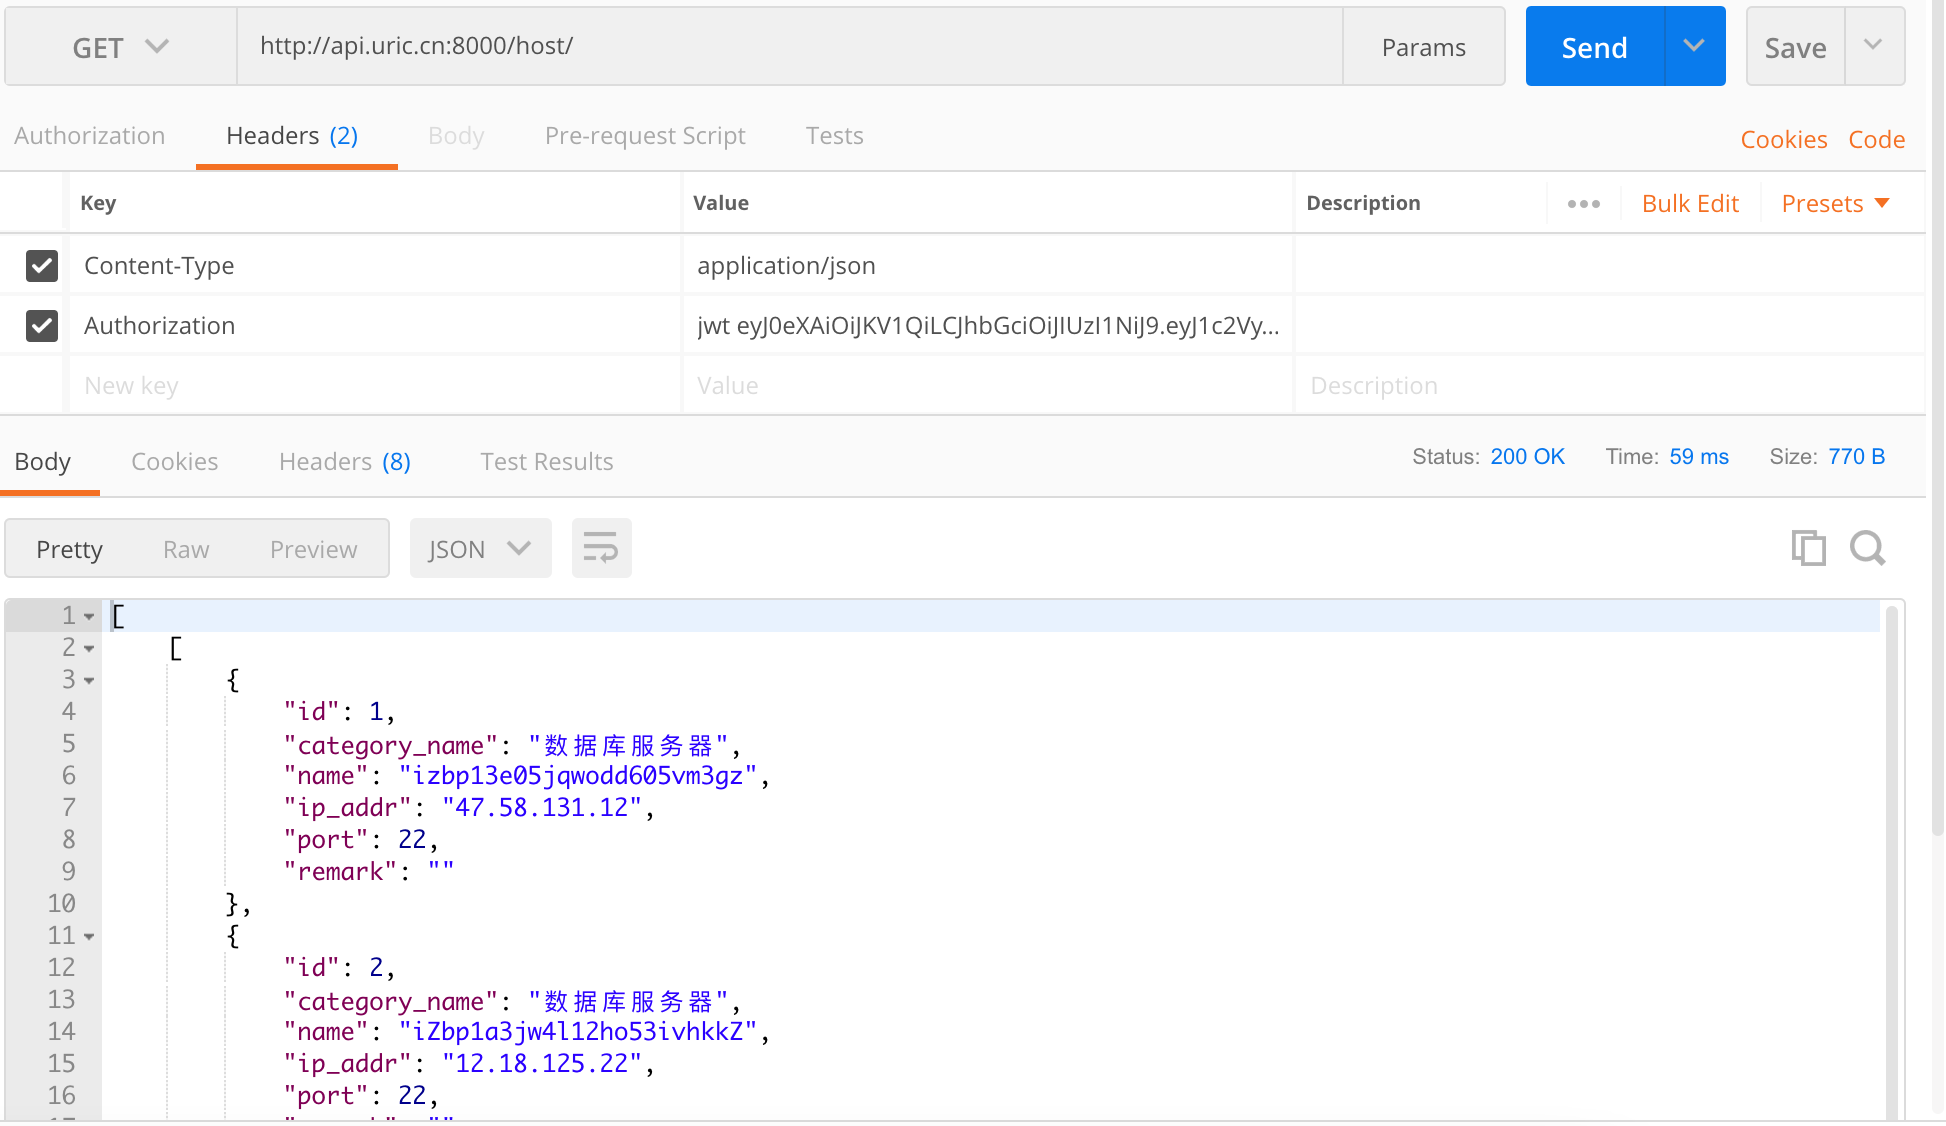 GET http://api.uric.cn:8000/host/ Params Send Save
Authorization Headers (2) Body Pre-request Script Tests Cookies Code
Key Value Description ••• Bulk Edit Presets
Content-Type application/json
Authorization jwt eyJ0eXAiOiJKV1QiLCJhbGciOiJIUzI1NiJ9.eyJ1c2Vy...
New key Value Description
Body Cookies Headers (8) Test Results Status: 200 OK Time: 59 ms Size: 770 B
Pretty Raw Preview JSON
1 [
2 [
3 {
4 "id": 1,
5 "category_name": "数据库服务器",
6 "name": "izbp13e05jqwodd605vm3gz",
7 "ip_addr": "47.58.131.12",
8 "port": 22,
9 "remark": ""
10 },
11 {
12 "id": 2,
13 "category_name": "数据库服务器",
14 "name": "iZbp1a3jw4l12ho53ivhkkZ",
15 "ip_addr": "12.18.125.22",
16 "port": 22,